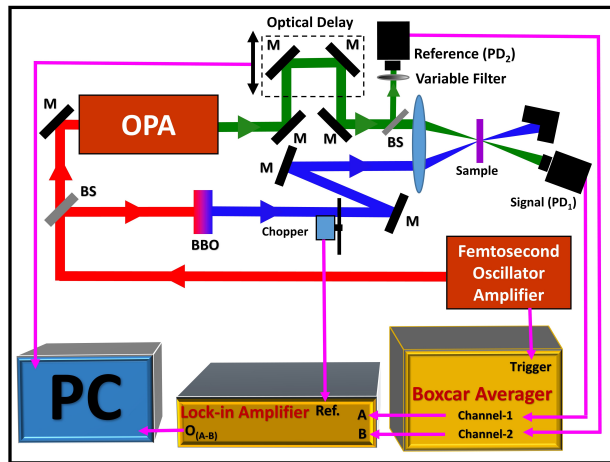 Optical Delay
M
M
Reference (PD₂)
Variable Filter
M
OPA
M
M
BS
M
Sample
Signal (PD₁)
BS
BBO
Chopper
M
Femtosecond
Oscillator
Amplifier
Trigger
PC
Lock-in Amplifier
Ref.
A
O(A-B)
B
Boxcar Averager
Channel-1
Channel-2